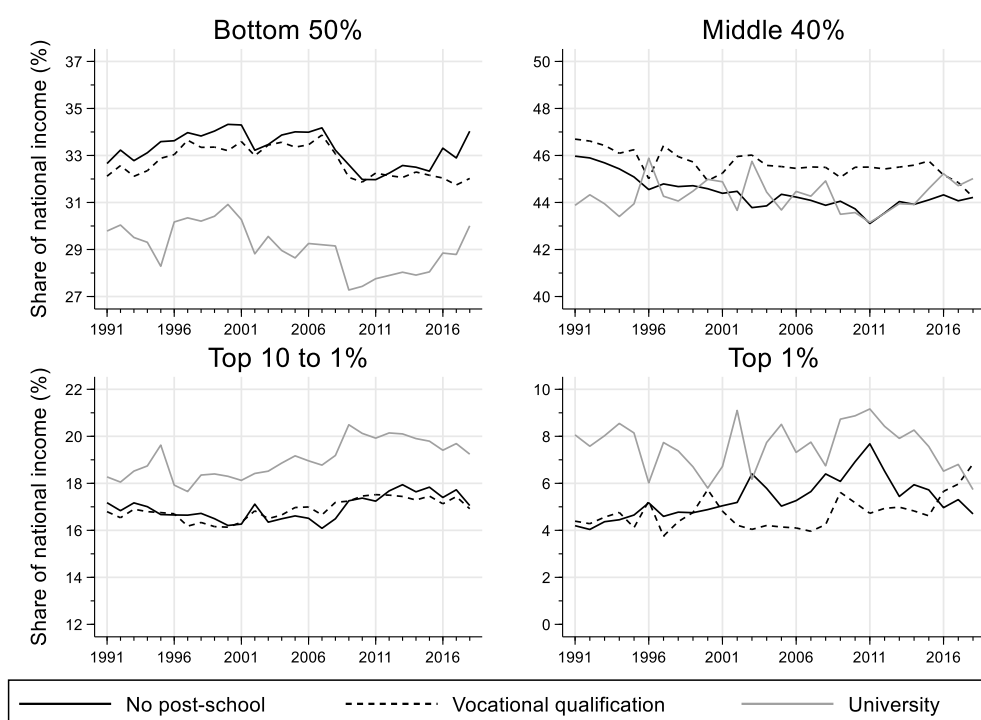 Bottom 50%
Share of national income (%)
37
35
33
31
29
27
1991 1996 2001 2006 2011 2016
Middle 40%
50
48
46
44
42
40
1991 1996 2001 2006 2011 2016
Top 10 to 1%
Share of national income (%)
22
20
18
16
14
12
1991 1996 2001 2006 2011 2016
Top 1%
10
8
6
4
2
0
1991 1996 2001 2006 2011 2016
No post-school Vocational qualification University